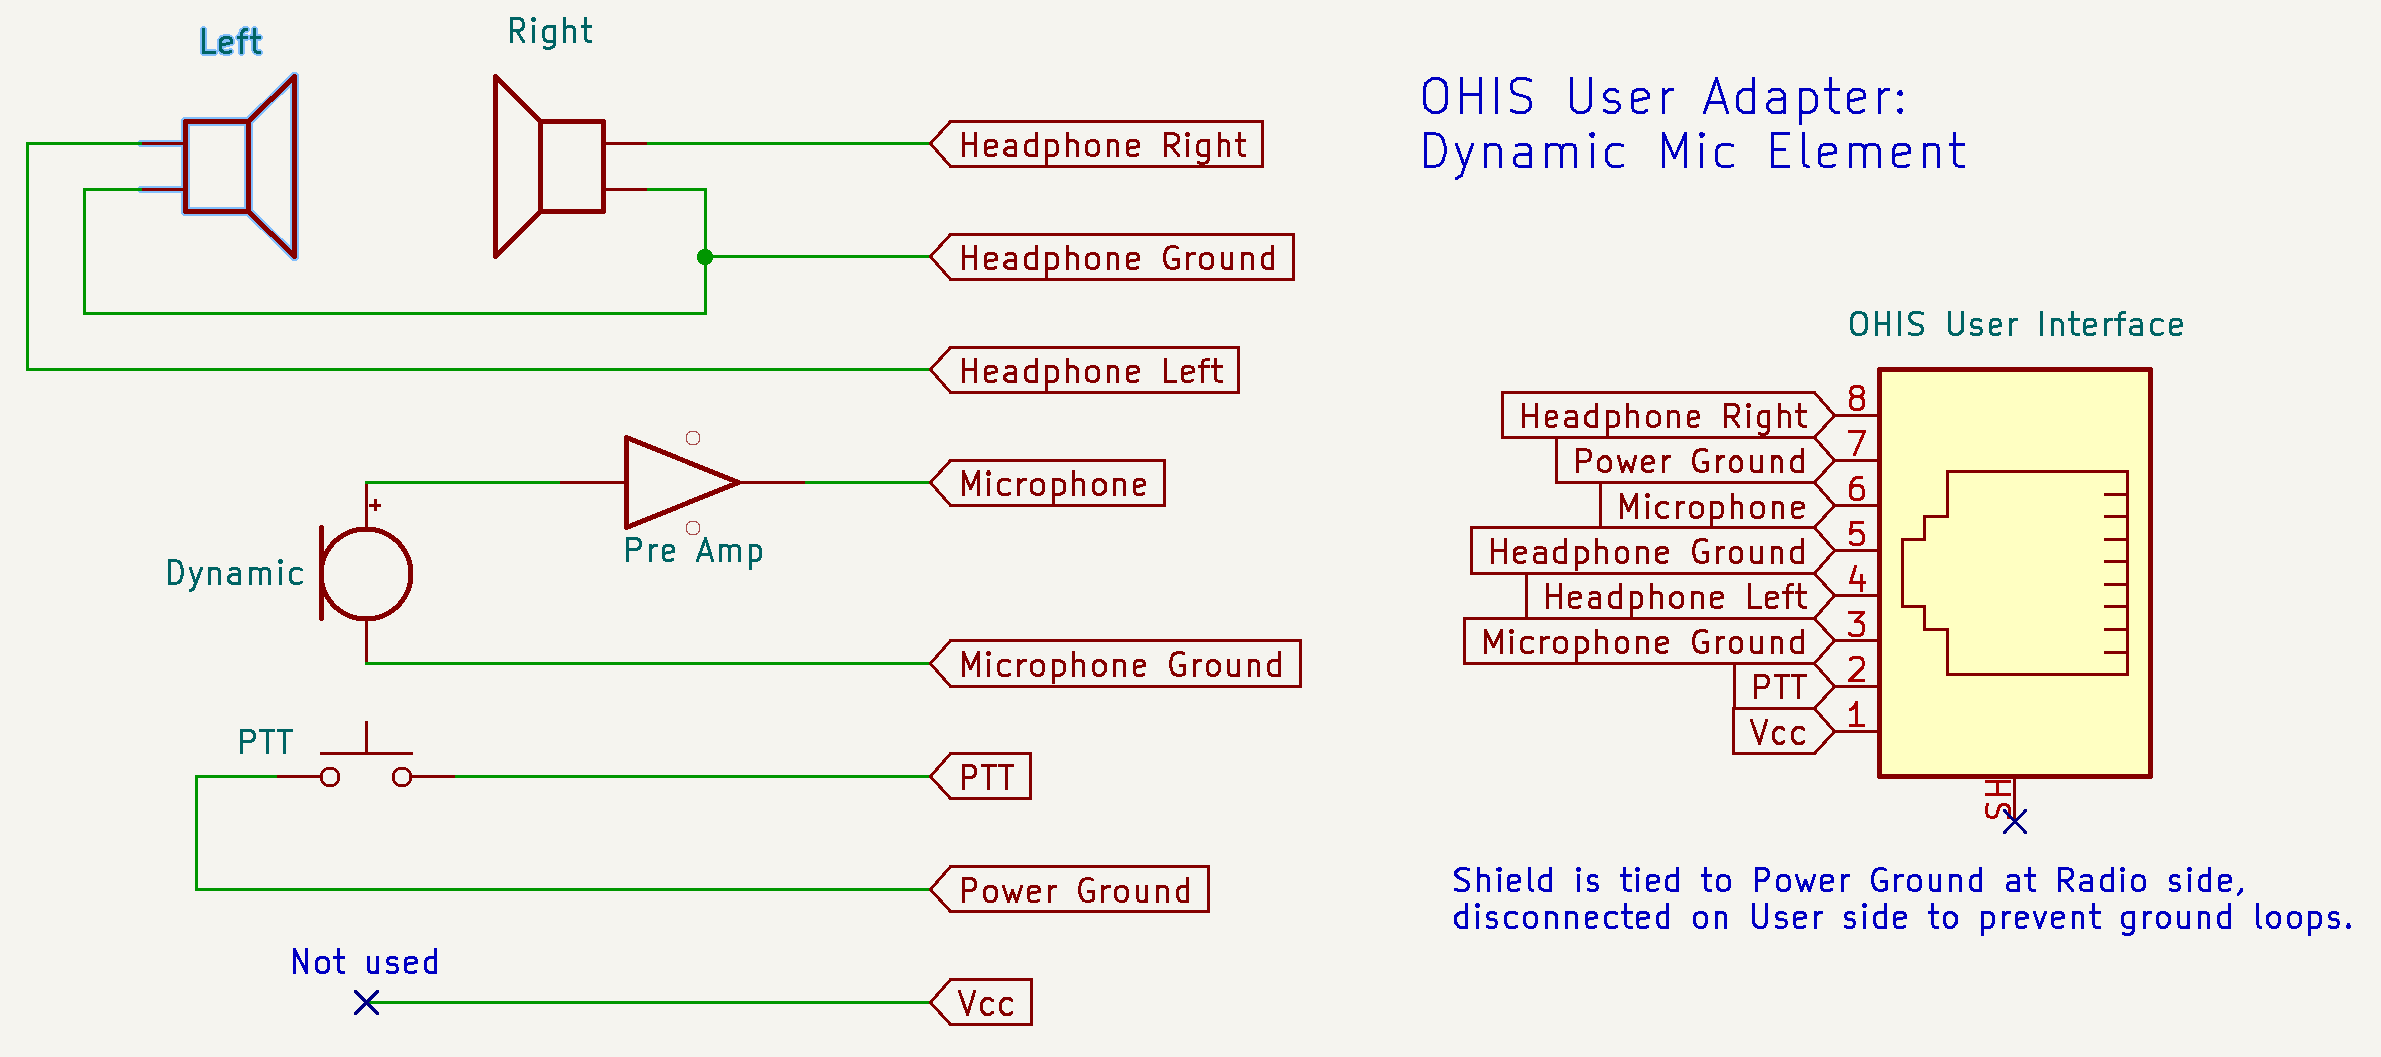 Left
Right
Headphone Right
Headphone Ground
Headphone Left
Dynamic
+
Pre Amp
Microphone
Microphone Ground
PTT
PTT
Power Ground
Not used
Vcc
OHIS User Adapter:
Dynamic Mic Element
OHIS User Interface
Headphone Right 8
Power Ground 7
Microphone 6
Headphone Ground 5
Headphone Left 4
Microphone Ground 3
PTT 2
Vcc 1
SH
Shield is tied to Power Ground at Radio side,
disconnected on User side to prevent ground loops.